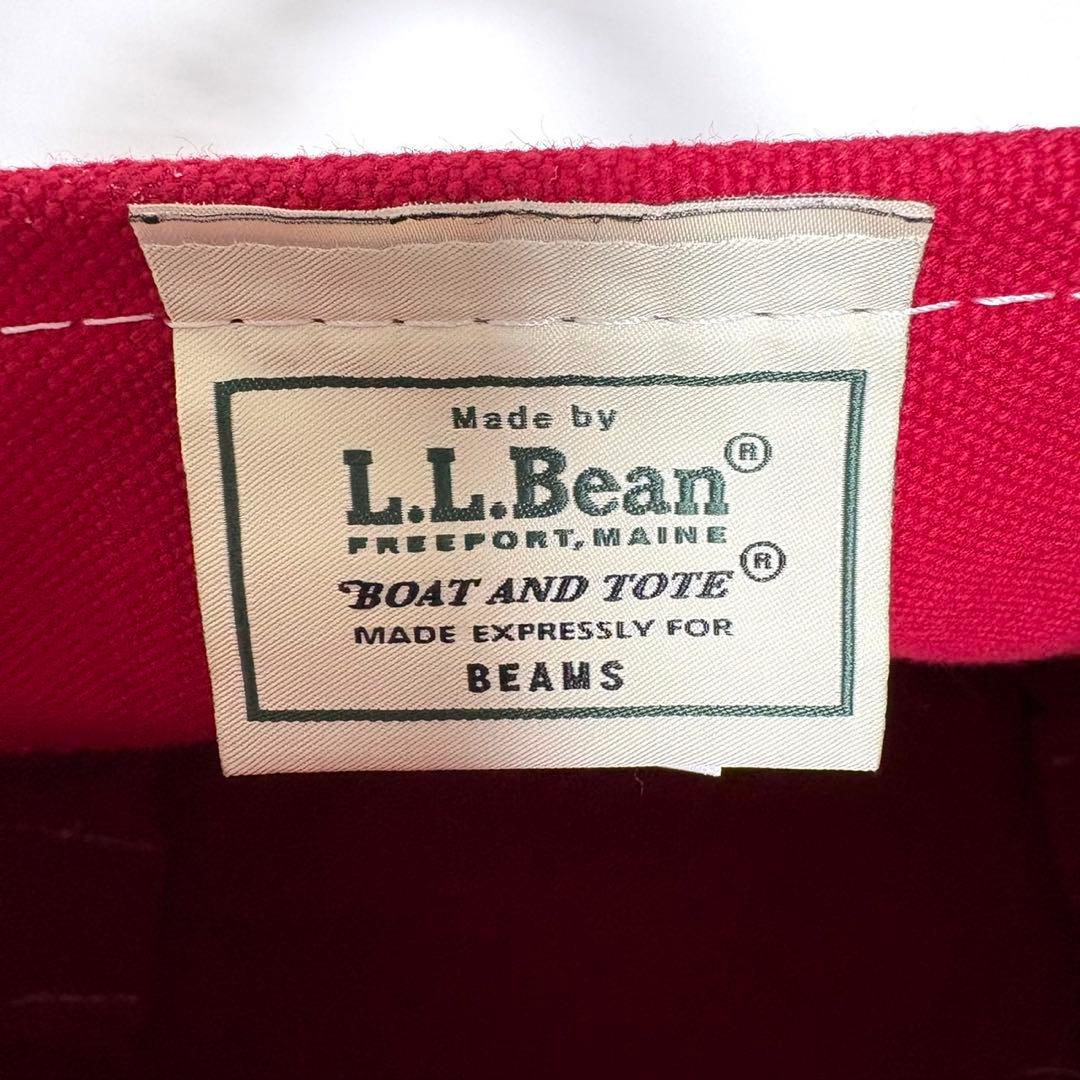 Made by
L.L.Bean®
FREEPORT, MAINE
BOAT AND TOTE®
MADE EXPRESSLY FOR
BEAMS